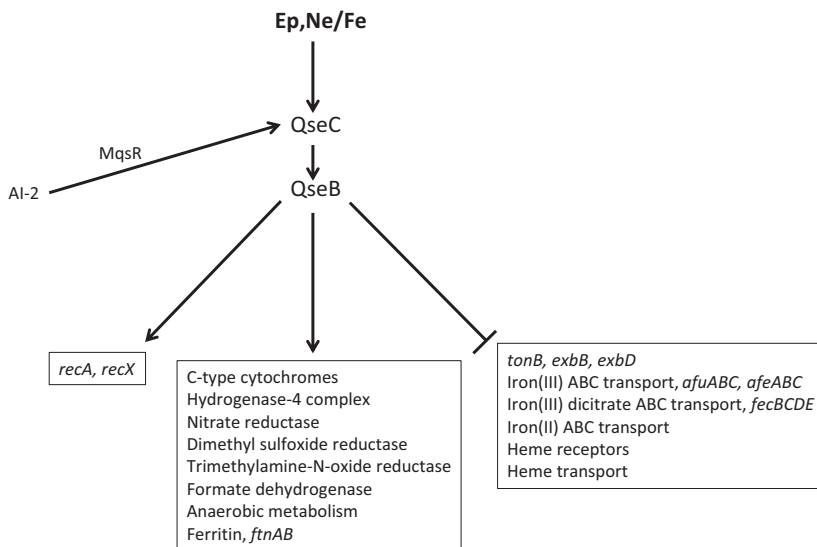 Ep,Ne/Fe
QseC
MqsR
AI-2
QseB
recA, recX
C-type cytochromes
Hydrogenase-4 complex
Nitrate reductase
Dimethyl sulfoxide reductase
Trimethylamine-N-oxide reductase
Formate dehydrogenase
Anaerobic metabolism
Ferritin, ftnAB
tonB, exbB, exbD
Iron(III) ABC transport, afuABC, afeABC
Iron(III) dicitrate ABC transport, fecBCDE
Iron(II) ABC transport
Heme receptors
Heme transport